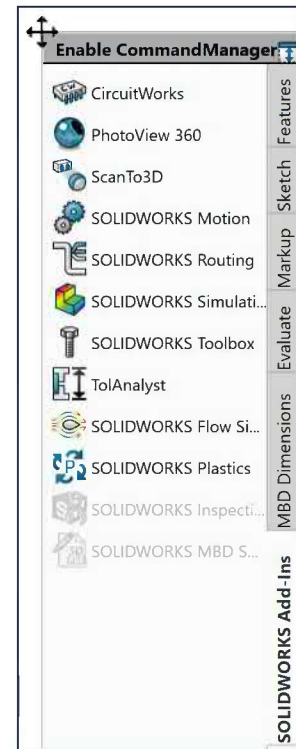 Enable CommandManager
CircuitWorks
PhotoView 360
ScanTo3D
SOLIDWORKS Motion
SOLIDWORKS Routing
SOLIDWORKS Simulati...
SOLIDWORKS Toolbox
TolAnalyst
SOLIDWORKS Flow Si...
SOLIDWORKS Plastics
SOLIDWORKS Inspecti...
SOLIDWORKS MBD S...
Features
Sketch
Markup
Evaluate
MBD Dimensions
SOLIDWORKS Add-Ins